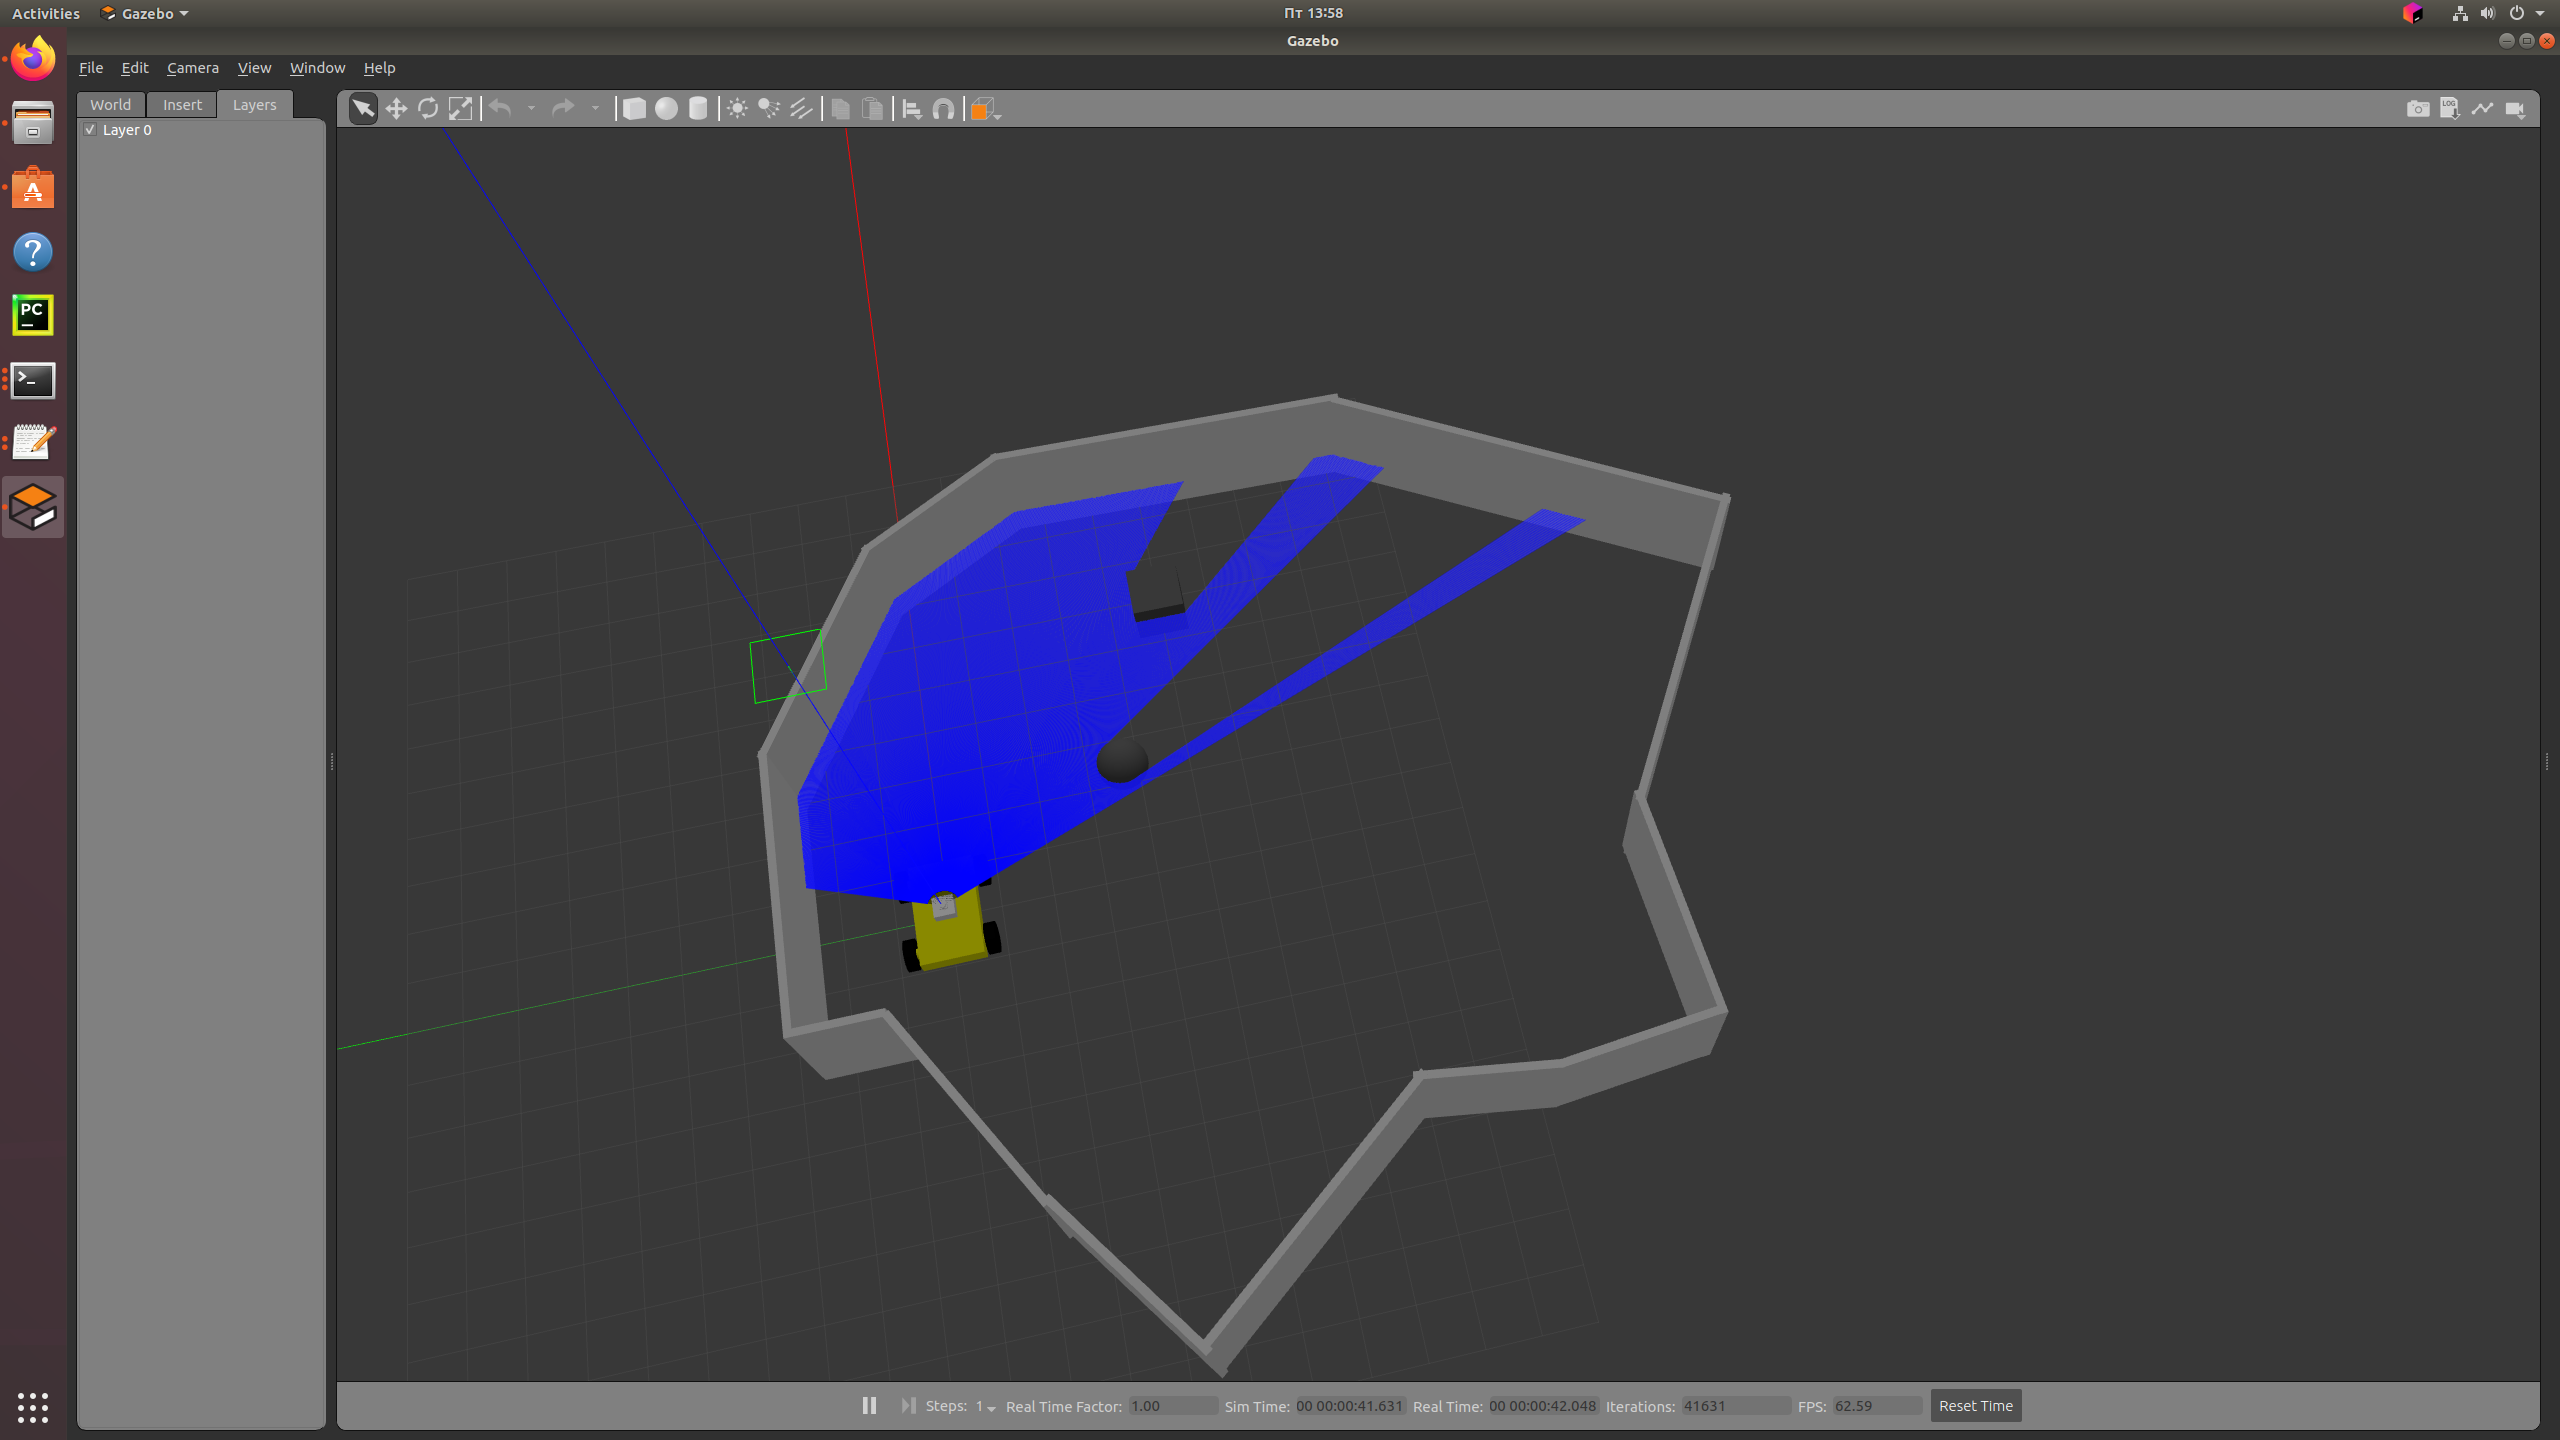 Activities Gazebo Пт 13:58
Gazebo
File Edit Camera View Window Help
World Insert Layers
Layer 0
LOG
PC
Steps: 1 Real Time Factor: 1.00 Sim Time: 00 00:00:41.631 Real Time: 00 00:00:42.048 Iterations: 41631 FPS: 62.59 Reset Time